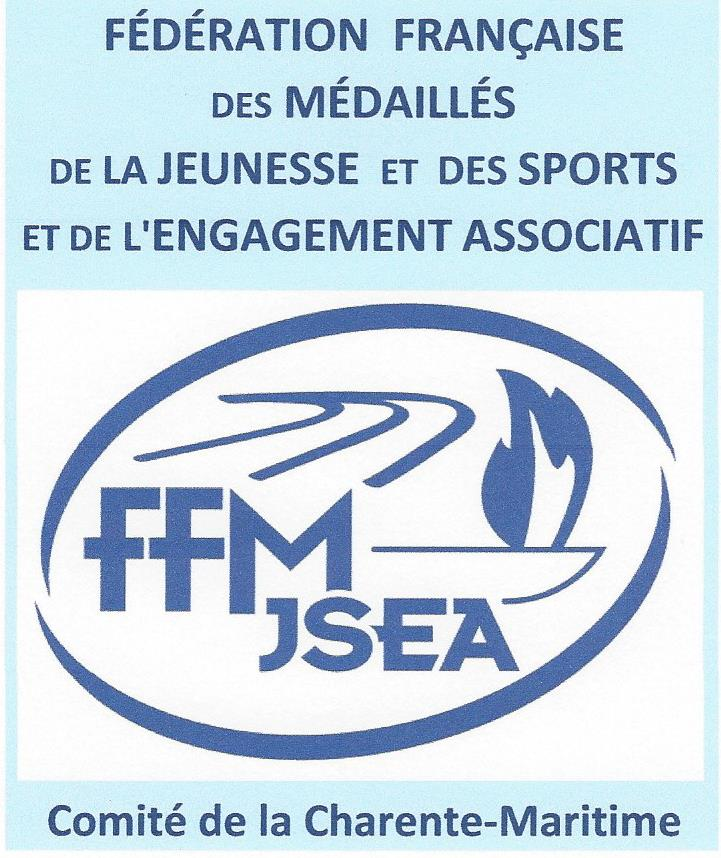 FÉDÉRATION FRANÇAISE
DES MÉDAILLÉS
DE LA JEUNESSE ET DES SPORTS
ET DE L'ENGAGEMENT ASSOCIATIF
FFM
JSEA
Comité de la Charente-Maritime